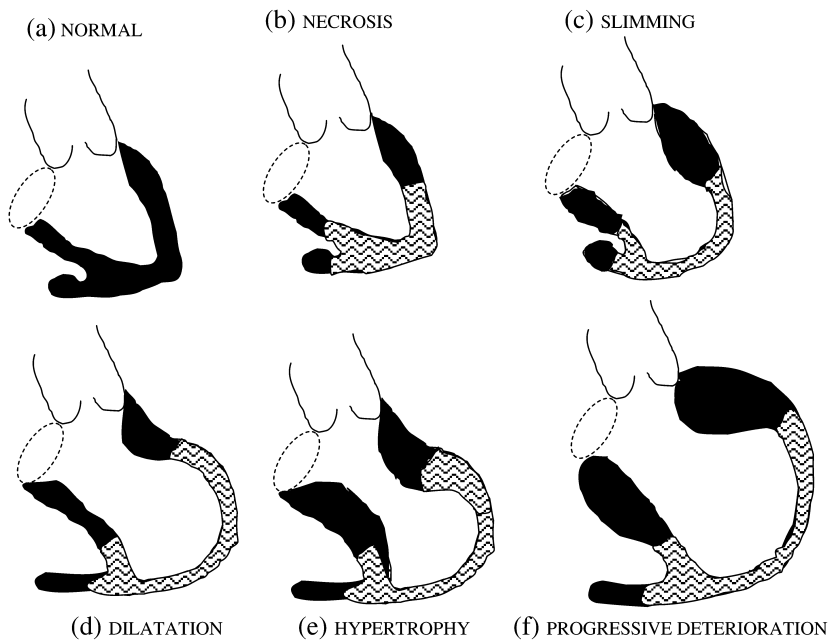 (a) NORMAL
(b) NECROSIS
(c) SLIMMING
(d) DILATATION
(e) HYPERTROPHY
(f) PROGRESSIVE DETERIORATION